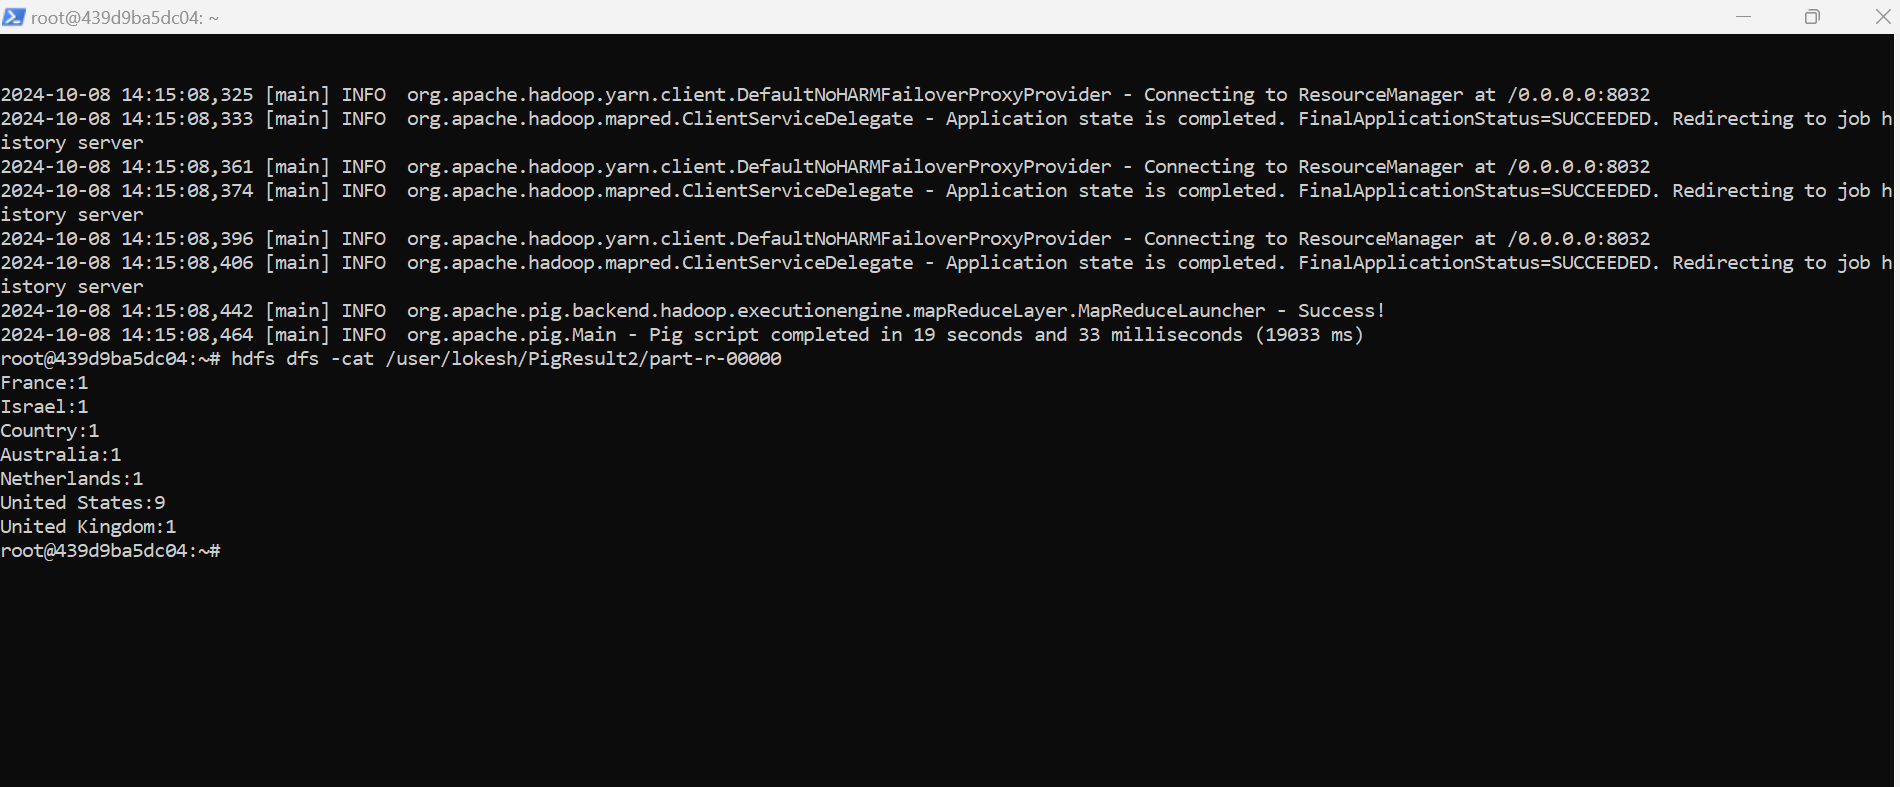 root@439d9ba5dc04: ~
2024-10-08 14:15:08,325 [main] INFO  org.apache.hadoop.yarn.client.DefaultNoHARMFailoverProxyProvider - Connecting to ResourceManager at /0.0.0.0:8032
2024-10-08 14:15:08,333 [main] INFO  org.apache.hadoop.mapred.ClientServiceDelegate - Application state is completed. FinalApplicationStatus=SUCCEEDED. Redirecting to job h
istory server
2024-10-08 14:15:08,361 [main] INFO  org.apache.hadoop.yarn.client.DefaultNoHARMFailoverProxyProvider - Connecting to ResourceManager at /0.0.0.0:8032
2024-10-08 14:15:08,374 [main] INFO  org.apache.hadoop.mapred.ClientServiceDelegate - Application state is completed. FinalApplicationStatus=SUCCEEDED. Redirecting to job h
istory server
2024-10-08 14:15:08,396 [main] INFO  org.apache.hadoop.yarn.client.DefaultNoHARMFailoverProxyProvider - Connecting to ResourceManager at /0.0.0.0:8032
2024-10-08 14:15:08,406 [main] INFO  org.apache.hadoop.mapred.ClientServiceDelegate - Application state is completed. FinalApplicationStatus=SUCCEEDED. Redirecting to job h
istory server
2024-10-08 14:15:08,442 [main] INFO  org.apache.pig.backend.hadoop.executionengine.mapReduceLayer.MapReduceLauncher - Success!
2024-10-08 14:15:08,464 [main] INFO  org.apache.pig.Main - Pig script completed in 19 seconds and 33 milliseconds (19033 ms)
root@439d9ba5dc04:~# hdfs dfs -cat /user/lokesh/PigResult2/part-r-00000
France:1
Israel:1
Country:1
Australia:1
Netherlands:1
United States:9
United Kingdom:1
root@439d9ba5dc04:~#